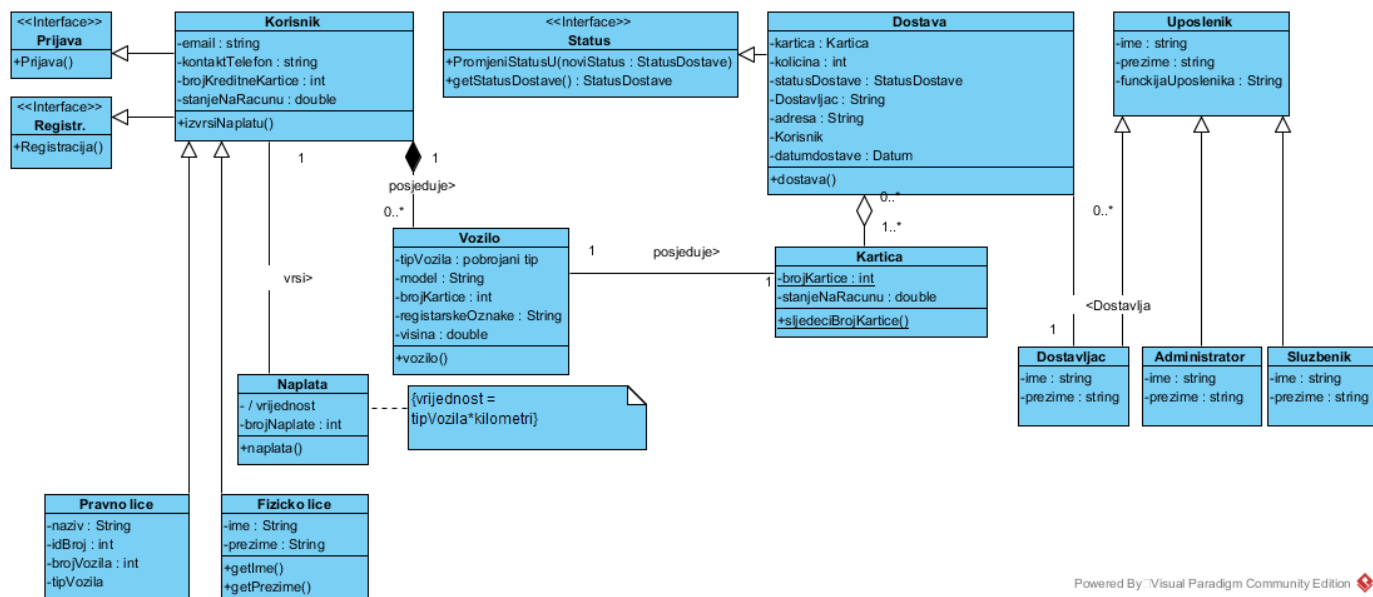 <<Interface>>
Prijava
+Prijava()
<<Interface>>
Registr.
+Registracija()
Korisnik
-email : string
-kontaktTelefon : string
-brojKreditneKartice : int
-stanjeNaRacunu : double
+izvrsiNaplatu()
<<Interface>>
Status
+PromjeniStatusU(noviStatus : StatusDostave)
+getStatusDostave() : StatusDostave
Dostava
-kartica : Kartica
-kolicina : int
-statusDostave : StatusDostave
-Dostavljac : String
-adresa : String
-Korisnik
-datumdostave : Datum
+dostava()
Uposlenik
-ime : string
-prezime : string
-funckijaUposlenika : String
1
1
posjeduje>
0..*
0..*
1..*
0..*
Vozilo
-tipVozila : pobrojani tip
-model : String
-brojKartice : int
-registarskeOznake : String
-visina : double
+vozilo()
1
posjeduje>
1
Kartica
-brojKartice : int
-stanjeNaRacunu : double
+sljedeciBrojKartice()
vrsi>
<Dostavlja
1
Dostavljac
-ime : string
-prezime : string
Administrator
-ime : string
-prezime : string
Sluzbenik
-ime : string
-prezime : string
Naplata
- / vrijednost
-brojNaplate : int
+naplata()
{vrijednost =
tipVozila*kilometri}
Pravno lice
-naziv : String
-idBroj : int
-brojVozila : int
-tipVozila
Fizicko lice
-ime : String
-prezime : String
+getIme()
+getPrezime()
Powered By Visual Paradigm Community Edition